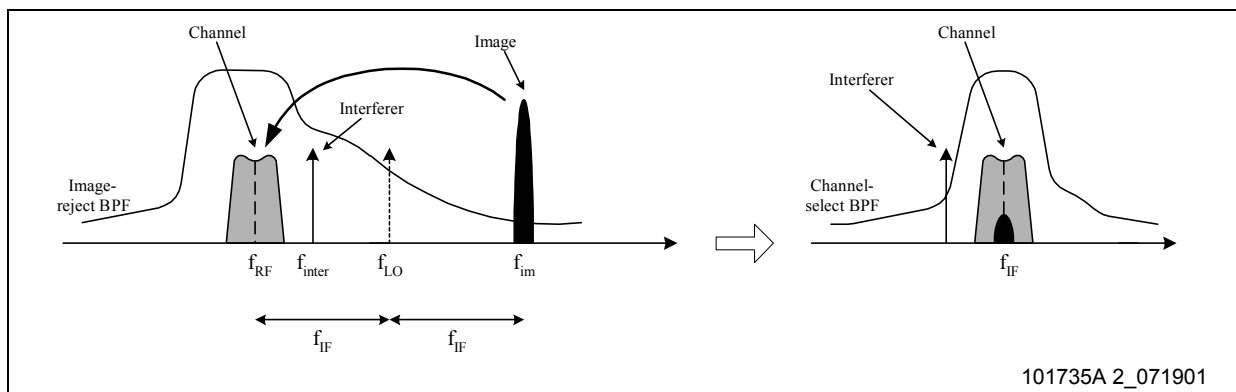 Channel
Image
Interferer
Image-
reject BPF
f_RF
f_inter
f_LO
f_im
f_IF
f_IF
Channel
Interferer
Channel-
select BPF
f_IF
101735A 2_071901